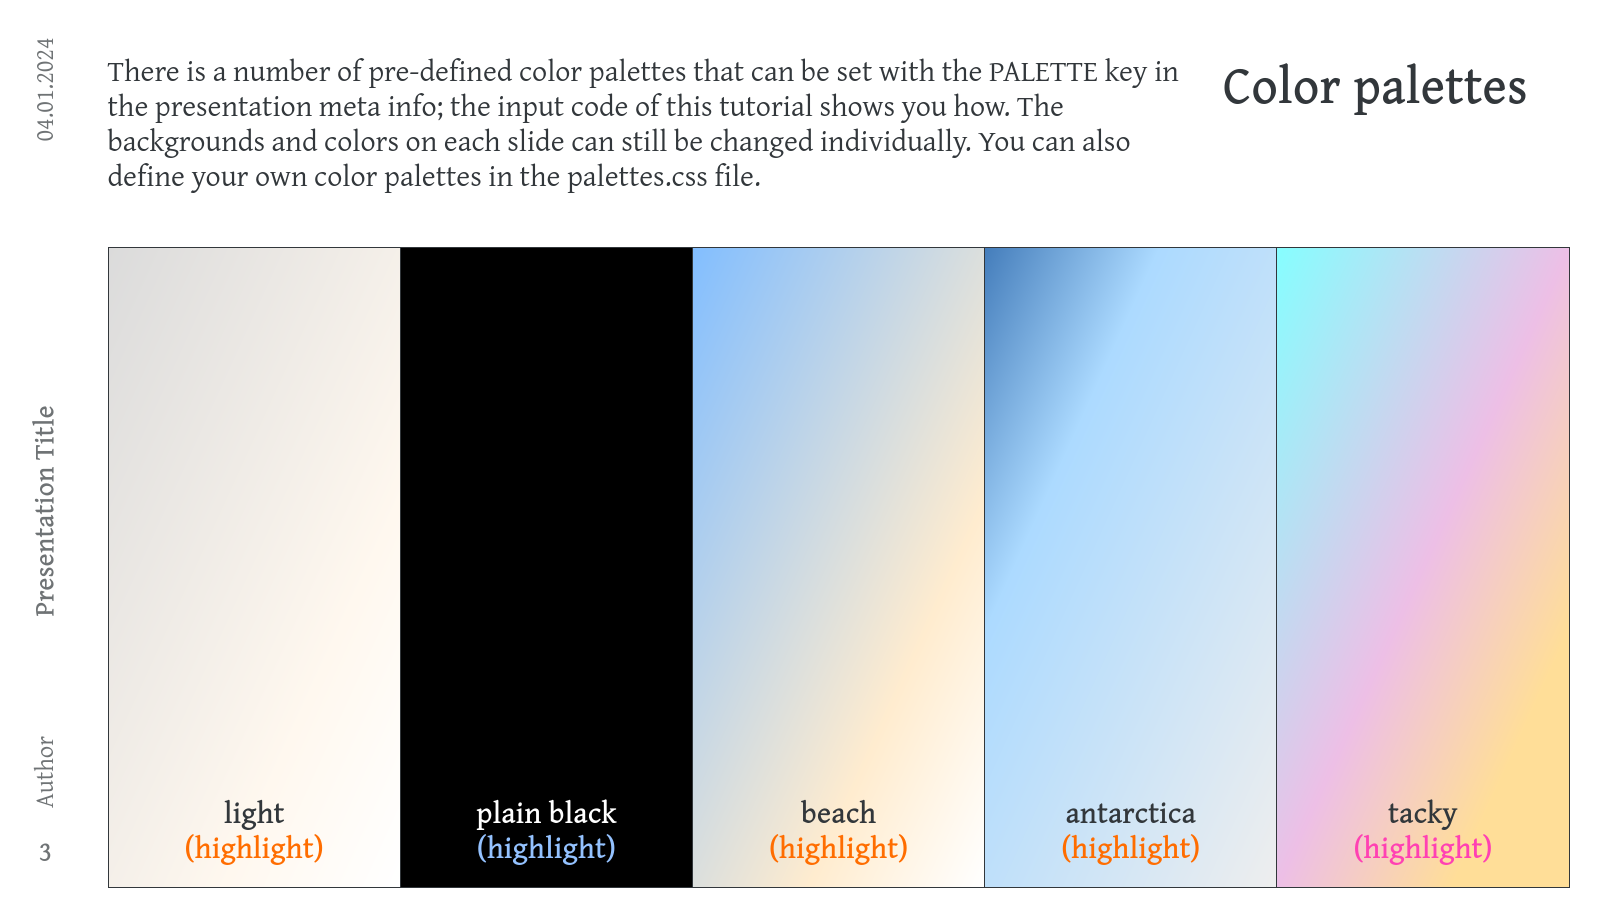 Color palettes
There is a number of pre-defined color palettes that can be set with the PALETTE key in
the presentation meta info; the input code of this tutorial shows you how. The
backgrounds and colors on each slide can still be changed individually. You can also
define your own color palettes in the palettes.css file.
light
(highlight)
plain black
(highlight)
beach
(highlight)
antarctica
(highlight)
tacky
(highlight)
04.01.2024
Presentation Title
Author
3